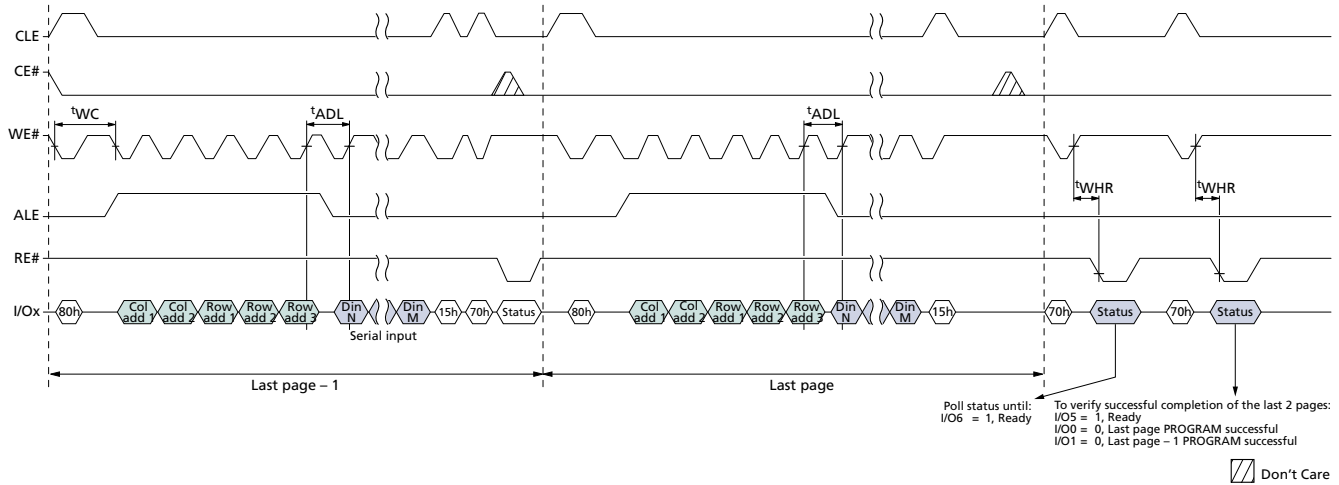 CLE
CE#
tWC
tADL
tADL
WE#
tWHR
tWHR
ALE
RE#
I/Ox
80h
Col add 1
Col add 2
Row add 1
Row add 2
Row add 3
Din N
Din M
15h
70h
Status
80h
Col add 1
Col add 2
Row add 1
Row add 2
Row add 3
Din N
Din M
15h
70h
Status
70h
Status
Serial input
Last page – 1
Last page
Poll status until:
I/O6 = 1, Ready
To verify successful completion of the last 2 pages:
I/O5 = 1, Ready
I/O0 = 0, Last page PROGRAM successful
I/O1 = 0, Last page – 1 PROGRAM successful
Don't Care